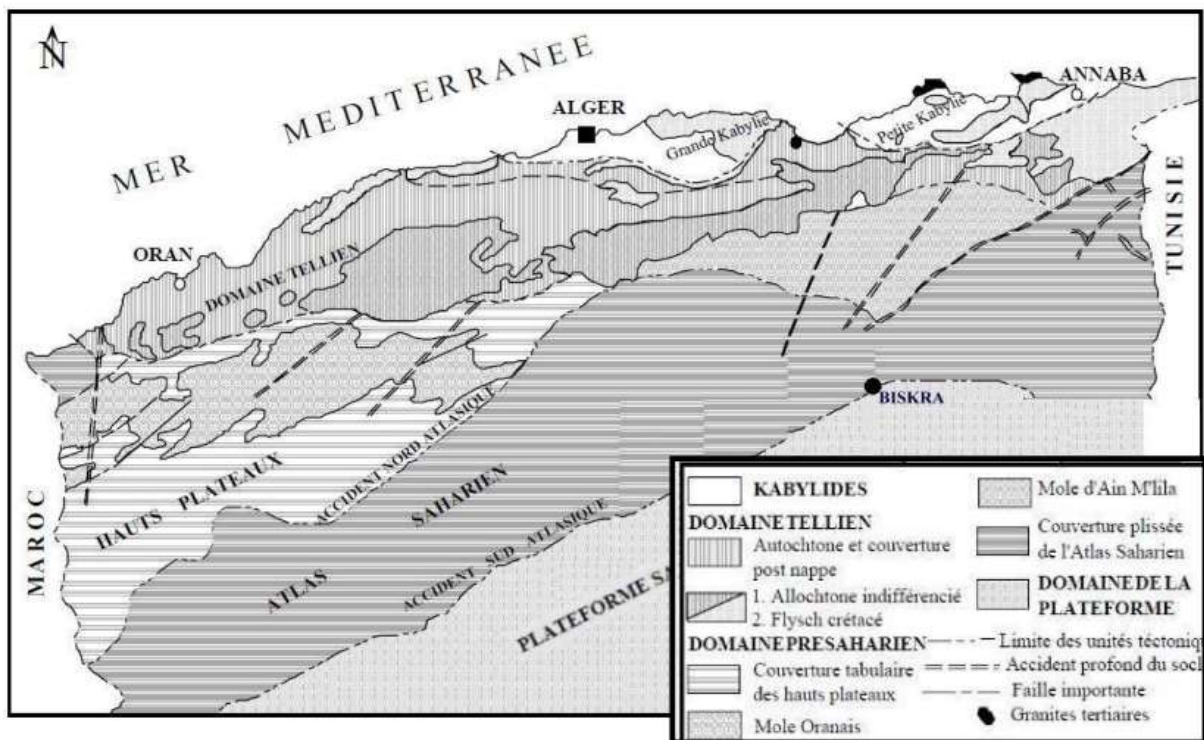 N
MER MEDITERRANEE
ALGER
ANNABA
Grande Kabylie
Petite Kabylie
ORAN
DOMAINE TELLIEN
TUNISIE
BISKRA
MAROC
HAUTS PLATEAUX
ACCIDENT NORD ATLASIQUE
ATLAS SAHARIEN
ACCIDENT SUD ATLASIQUE
PLATEFORME SA
KABYLIDES
DOMAINE TELLIEN
Autochtone et couverture
post nappe
1. Allochtone indifférencié
2. Flysch crétacé
DOMAINE PRESAHARIEN
Couverture tabulaire
des hauts plateaux
Mole Oranais
Mole d'Ain M'lila
Couverture plissée
de l'Atlas Saharien
DOMAINE DE LA
PLATEFORME
Limite des unités téctoniq
Accident profond du socl
Faille importante
Granites tertiaires